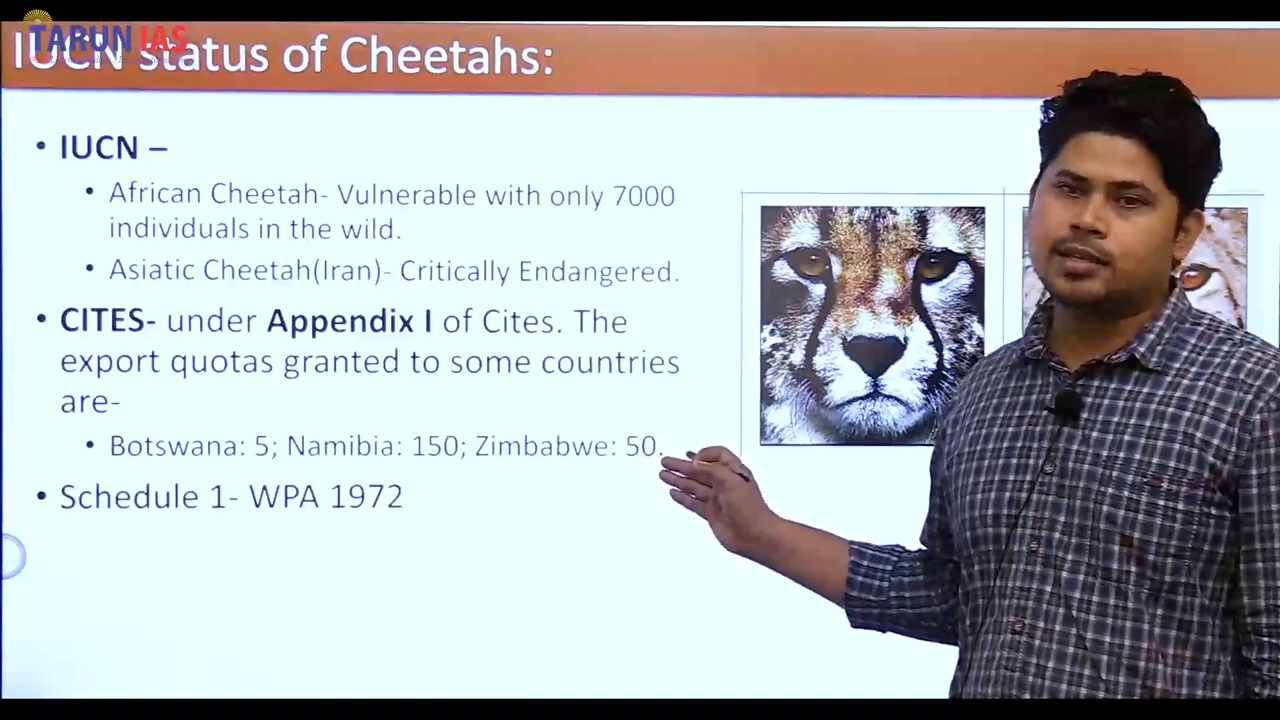 TARUN IAS
IUCN status of Cheetahs:
• IUCN –
• African Cheetah- Vulnerable with only 7000
individuals in the wild.
• Asiatic Cheetah(Iran)- Critically Endangered.
• CITES- under Appendix I of Cites. The
export quotas granted to some countries
are-
• Botswana: 5; Namibia: 150; Zimbabwe: 50.
• Schedule 1- WPA 1972